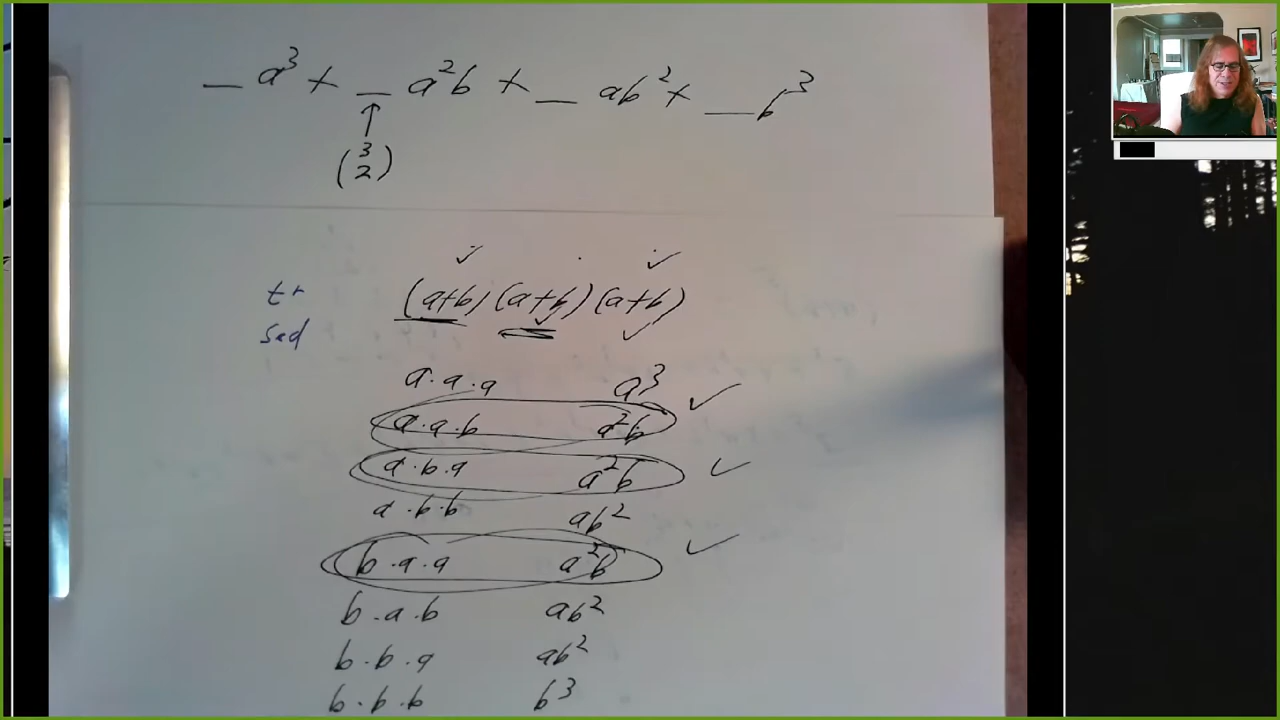 _ a³ + _ a²b + _ ab² + _ b³
↑
(3
2)
(a+b)(a+b)(a+b)
a·a·a a³ ✓
a·a·b a²b
a·b·a a²b ✓
a·b·b ab²
b·a·a a²b ✓
b·a·b ab²
b·b·a ab²
b·b·b b³